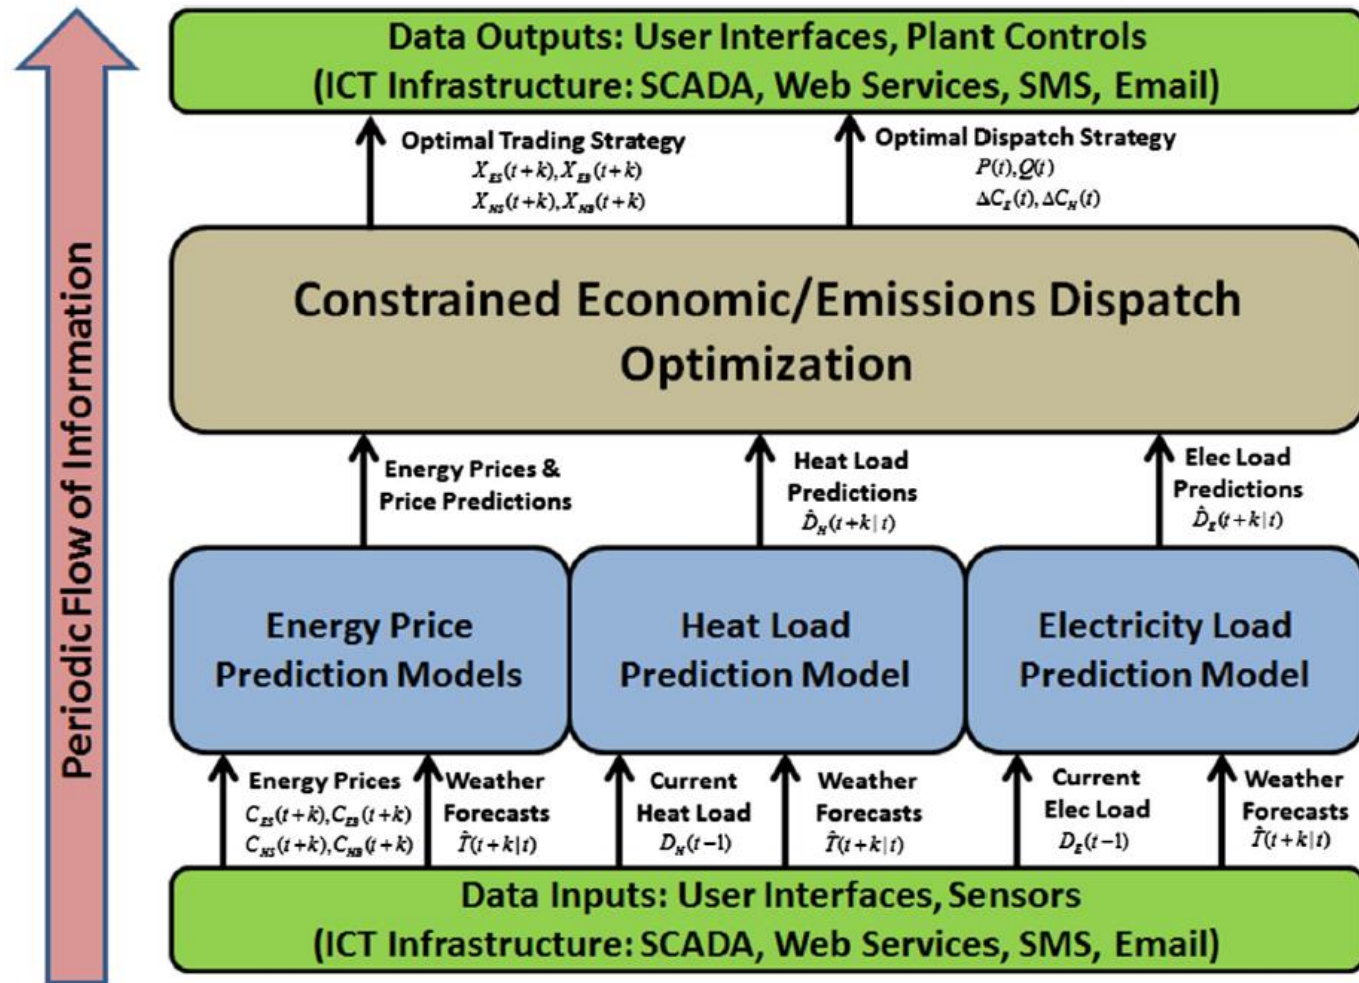 Data Outputs: User Interfaces, Plant Controls
(ICT Infrastructure: SCADA, Web Services, SMS, Email)
Optimal Trading Strategy
X_ES(t+k),X_EB(t+k)
X_HS(t+k),X_HB(t+k)
Optimal Dispatch Strategy
P(t),Q(t)
ΔC_E(t),ΔC_H(t)
Constrained Economic/Emissions Dispatch
Optimization
Energy Prices &
Price Predictions
Heat Load
Predictions
D̂_H(t+k|t)
Elec Load
Predictions
D̂_E(t+k|t)
Energy Price
Prediction Models
Heat Load
Prediction Model
Electricity Load
Prediction Model
Energy Prices
C_ES(t+k),C_EB(t+k)
C_HS(t+k),C_HB(t+k)
Weather
Forecasts
T̂(t+k|t)
Current
Heat Load
D_H(t−1)
Weather
Forecasts
T̂(t+k|t)
Current
Elec Load
D_E(t−1)
Weather
Forecasts
T̂(t+k|t)
Data Inputs: User Interfaces, Sensors
(ICT Infrastructure: SCADA, Web Services, SMS, Email)
Periodic Flow of Information